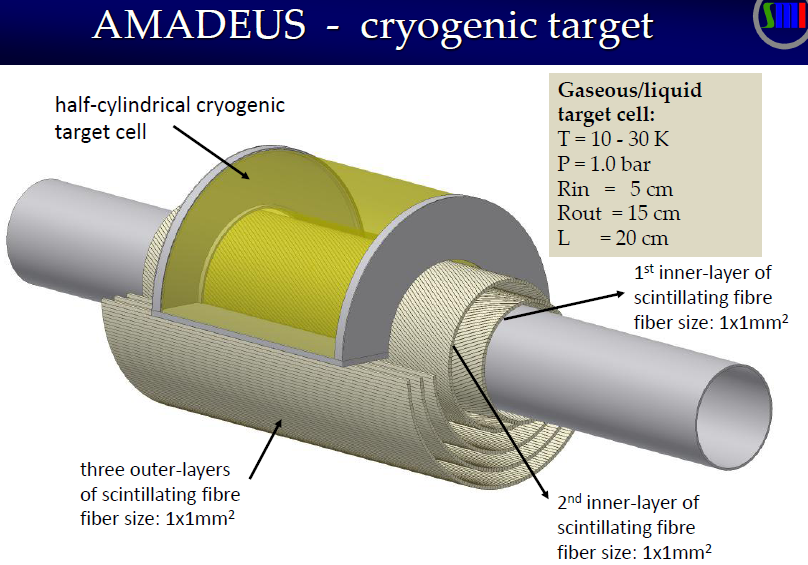 AMADEUS - cryogenic target
half-cylindrical cryogenic
target cell
Gaseous/liquid
target cell:
T = 10 - 30 K
P = 1.0 bar
Rin = 5 cm
Rout = 15 cm
L = 20 cm
1st inner-layer of
scintillating fibre
fiber size: 1x1mm²
three outer-layers
of scintillating fibre
fiber size: 1x1mm²
2nd inner-layer of
scintillating fibre
fiber size: 1x1mm²